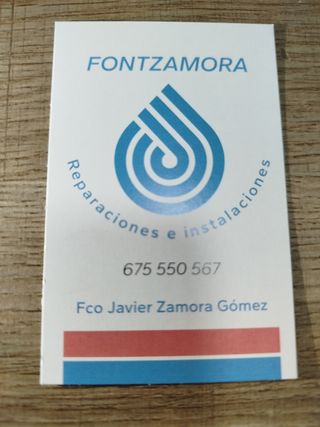 FONTZAMORA
Reparaciones e instalaciones
675 550 567
Fco Javier Zamora Gómez